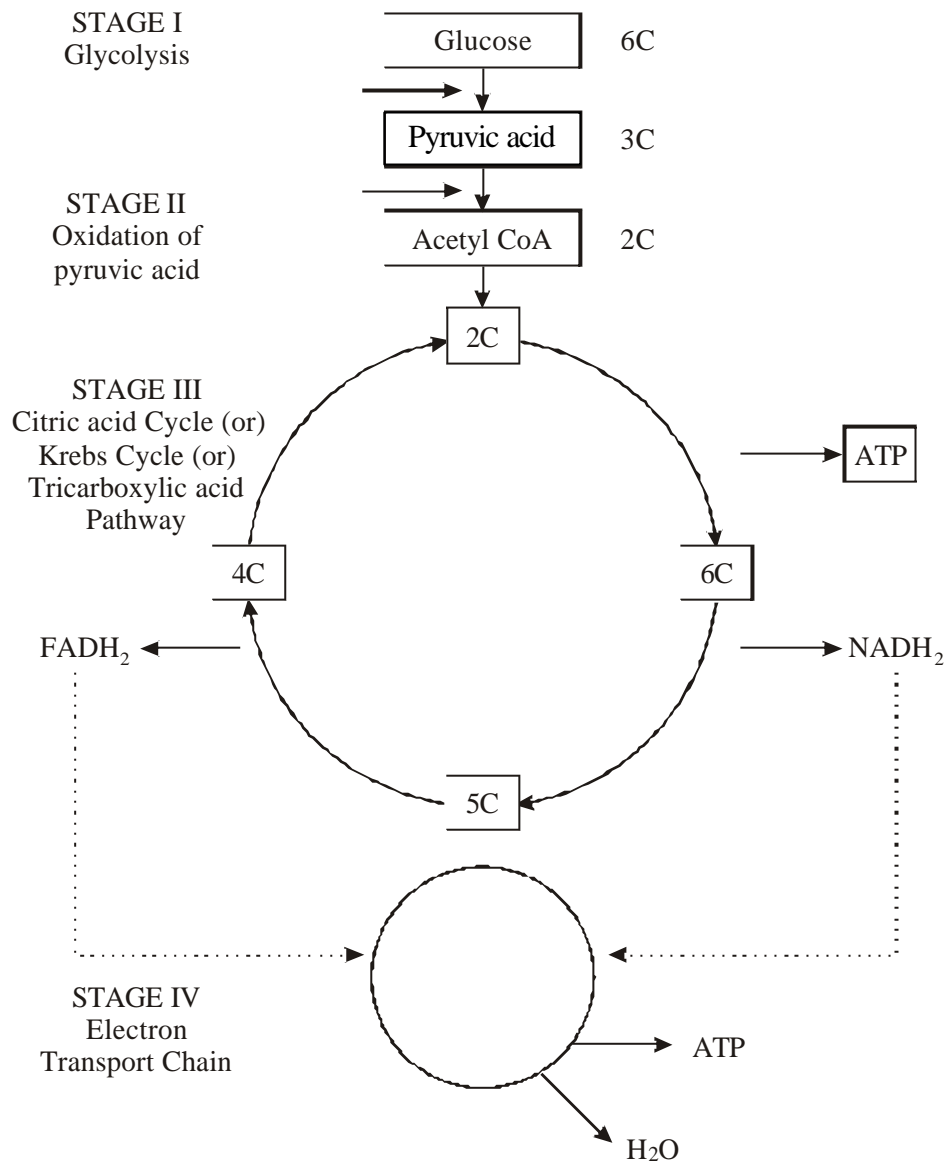 STAGE I
Glycolysis
Glucose
6C
Pyruvic acid
3C
STAGE II
Oxidation of
pyruvic acid
Acetyl CoA
2C
2C
STAGE III
Citric acid Cycle (or)
Krebs Cycle (or)
Tricarboxylic acid
Pathway
ATP
4C
6C
FADH₂
NADH₂
5C
STAGE IV
Electron
Transport Chain
ATP
H₂O